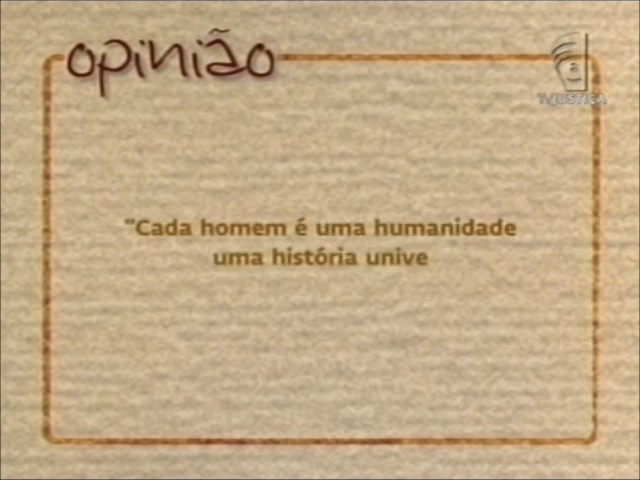 opinião
TV JUSTIÇA
"Cada homem é uma humanidade
uma história unive